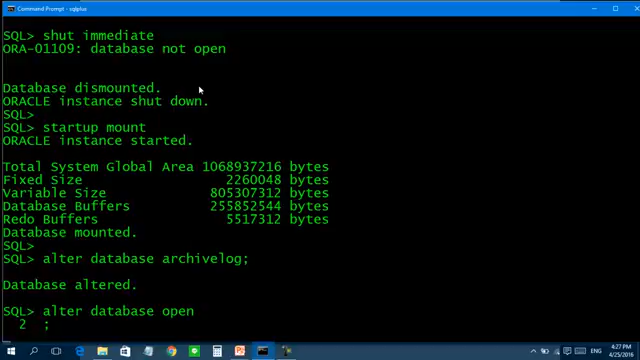 Command Prompt - sqlplus
SQL> shut immediate
ORA-01109: database not open
Database dismounted.
ORACLE instance shut down.
SQL>
SQL> startup mount
ORACLE instance started.
Total System Global Area 1068937216 bytes
Fixed Size 2260048 bytes
Variable Size 805307312 bytes
Database Buffers 255852544 bytes
Redo Buffers 5517312 bytes
Database mounted.
SQL>
SQL> alter database archivelog;
Database altered.
SQL> alter database open
2 ;
ENG
4:27 PM
4/25/2016